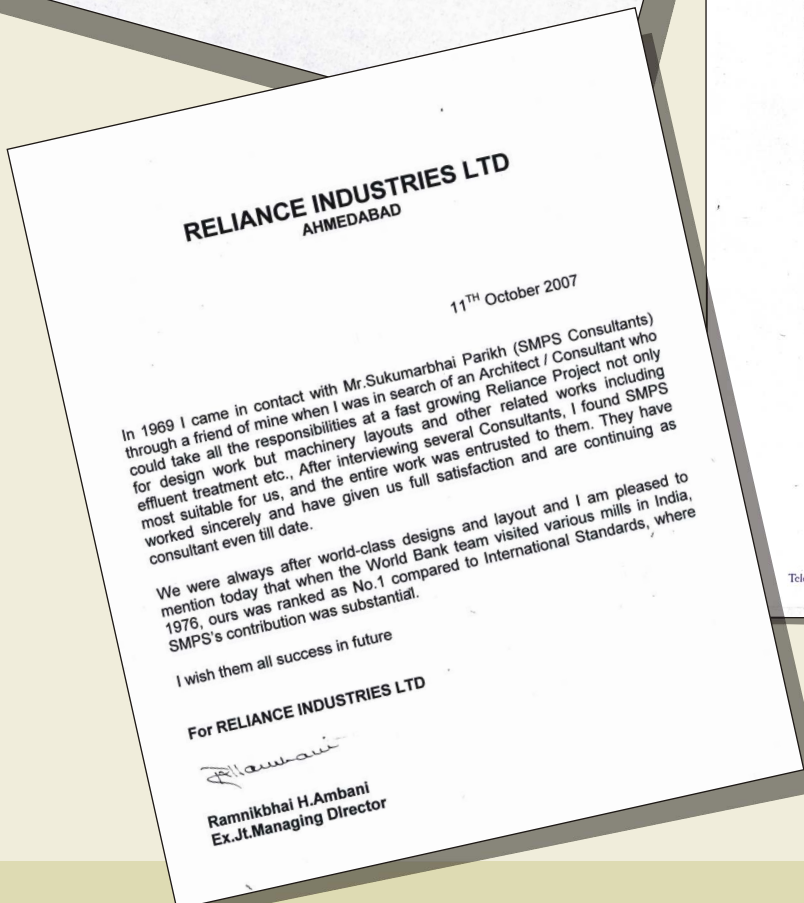 RELIANCE INDUSTRIES LTD
AHMEDABAD
11TH October 2007
In 1969 I came in contact with Mr.Sukumarbhai Parikh (SMPS Consultants)
through a friend of mine when I was in search of an Architect / Consultant who
could take all the responsibilities at a fast growing Reliance Project not only
for design work but machinery layouts and other related works including
effluent treatment etc., After interviewing several Consultants, I found SMPS
most suitable for us, and the entire work was entrusted to them. They have
worked sincerely and have given us full satisfaction and are continuing as
consultant even till date.
We were always after world-class designs and layout and I am pleased to
mention today that when the World Bank team visited various mills in India,
1976, ours was ranked as No.1 compared to International Standards, where
SMPS's contribution was substantial.
I wish them all success in future
For RELIANCE INDUSTRIES LTD
Ramnikbhai H.Ambani
Ex.Jt.Managing Director